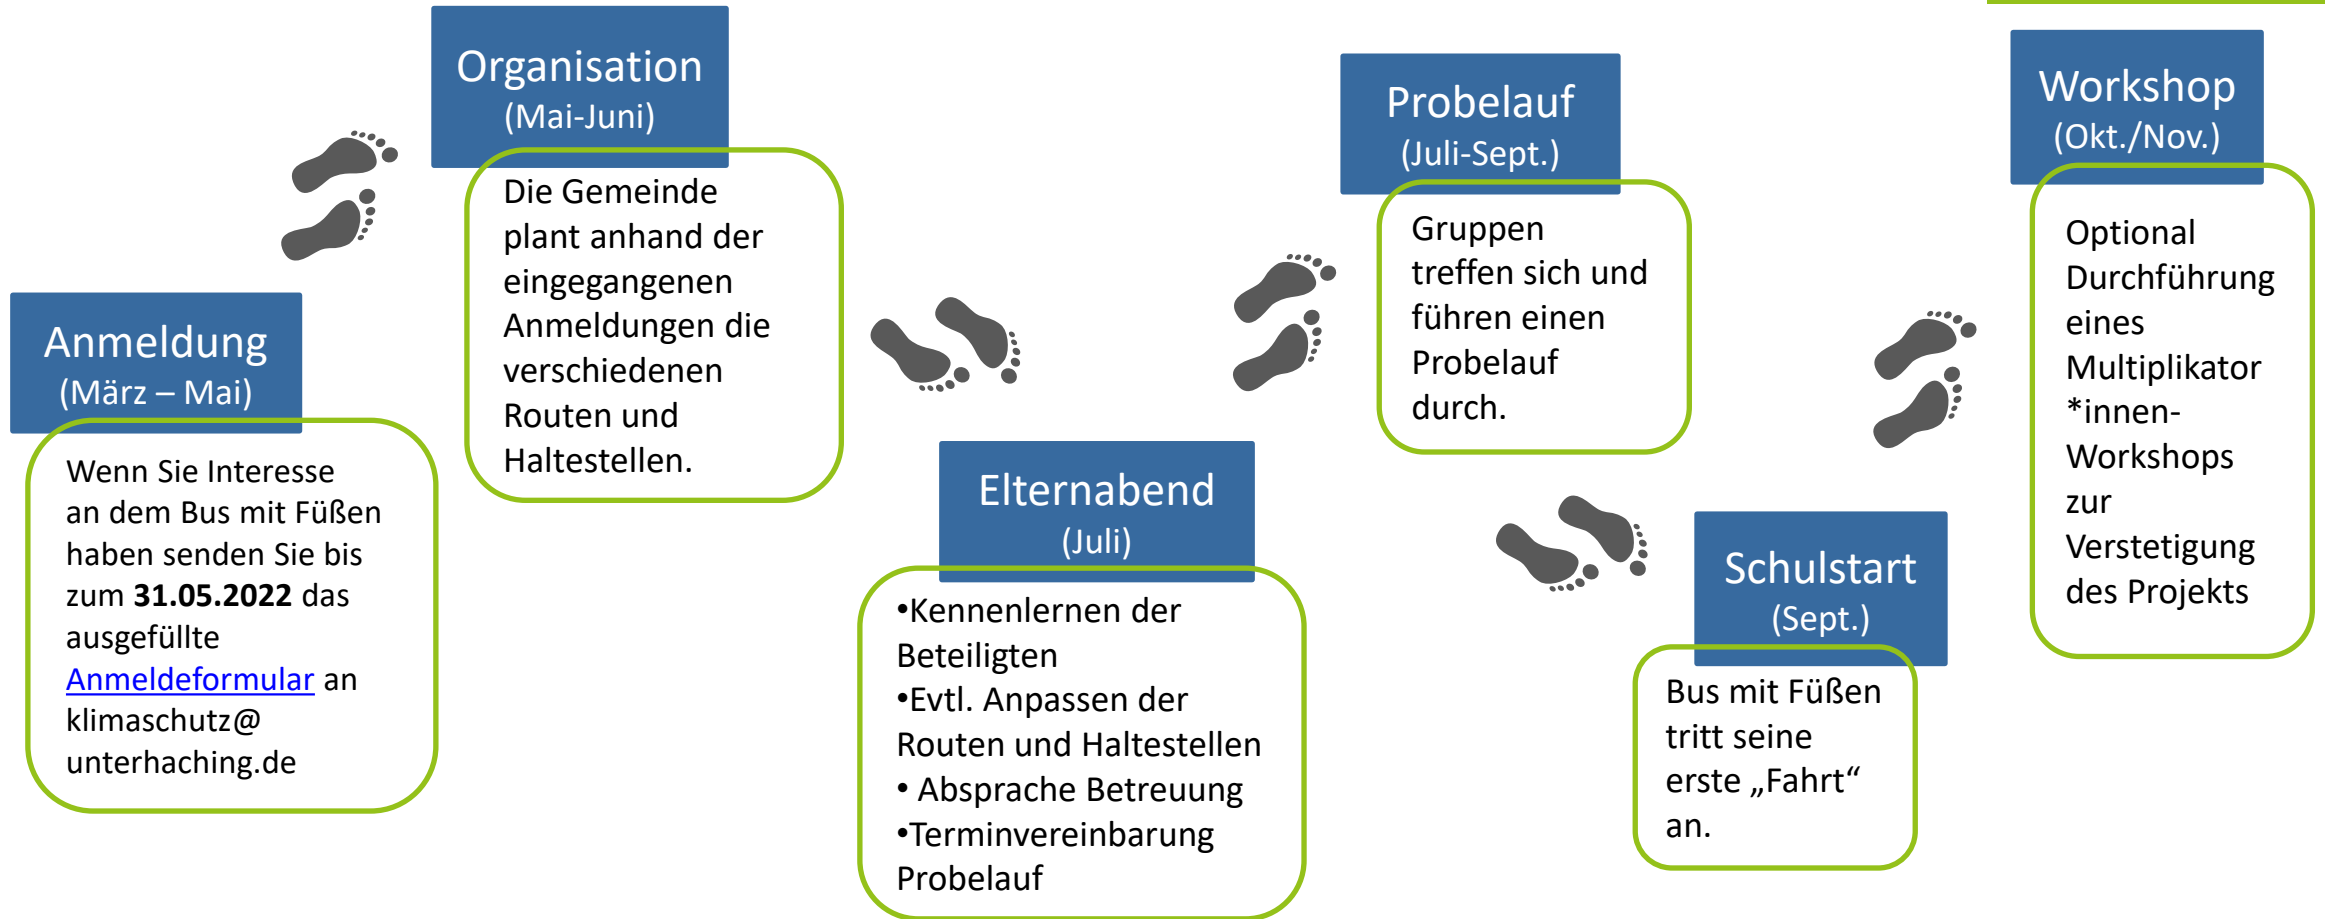 Anmeldung
(März – Mai)
Wenn Sie Interesse
an dem Bus mit Füßen
haben senden Sie bis
zum 31.05.2022 das
ausgefüllte
Anmeldeformular an
klimaschutz@
unterhaching.de
Organisation
(Mai-Juni)
Die Gemeinde
plant anhand der
eingegangenen
Anmeldungen die
verschiedenen
Routen und
Haltestellen.
Elternabend
(Juli)
•Kennenlernen der
Beteiligten
•Evtl. Anpassen der
Routen und Haltestellen
• Absprache Betreuung
•Terminvereinbarung
Probelauf
Probelauf
(Juli-Sept.)
Gruppen
treffen sich und
führen einen
Probelauf
durch.
Schulstart
(Sept.)
Bus mit Füßen
tritt seine
erste „Fahrt“
an.
Workshop
(Okt./Nov.)
Optional
Durchführung
eines
Multiplikator
*innen-
Workshops
zur
Verstetigung
des Projekts